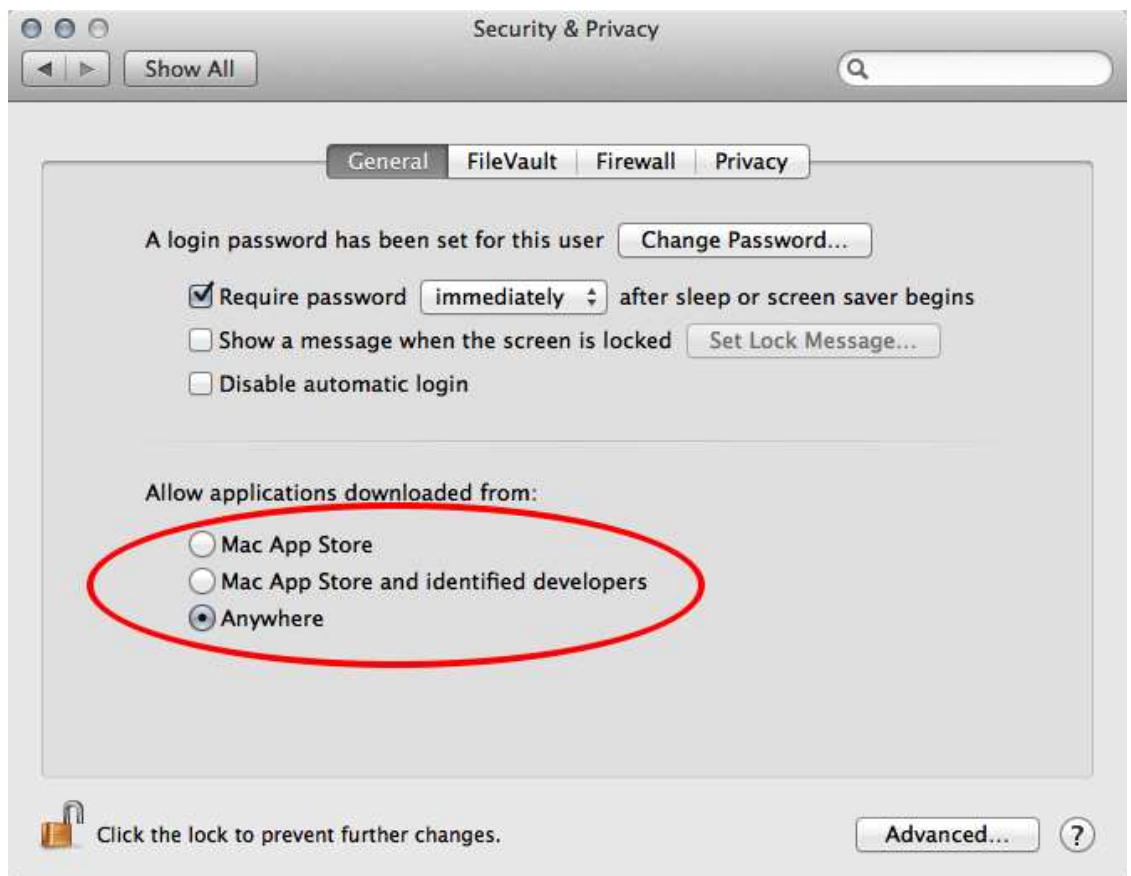 Security & Privacy
Show All
General FileVault Firewall Privacy
A login password has been set for this user Change Password...
Require password immediately after sleep or screen saver begins
Show a message when the screen is locked Set Lock Message...
Disable automatic login
Allow applications downloaded from:
Mac App Store
Mac App Store and identified developers
Anywhere
Click the lock to prevent further changes. Advanced... ?